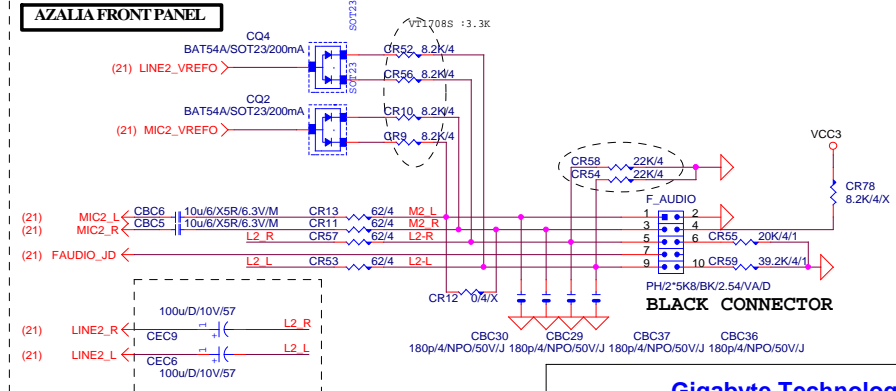 AZALIA FRONT PANEL
SOT23
VT1708S :3.3K
CQ4
BAT54A/SOT23/200mA
CR52 8.2K/4
(21) LINE2_VREFO
SOT23
CR56 8.2K/4
CQ2
BAT54A/SOT23/200mA
CR10 8.2K/4
(21) MIC2_VREFO
CR9 8.2K/4
VCC3
CR58 22K/4
CR54 22K/4
CR78
8.2K/4/X
F_AUDIO
(21) MIC2_L CBC6 10u/6/X5R/6.3V/M CR13 62/4 M2_L 1 2
(21) MIC2_R CBC5 10u/6/X5R/6.3V/M CR11 62/4 M2_R 3 4
L2_R CR57 62/4 L2-R 5 6 CR55 20K/4/1
(21) FAUDIO_JD 7
L2_L CR53 62/4 L2-L 9 10 CR59 39.2K/4/1
PH/2*5K8/BK/2.54/VA/D
BLACK CONNECTOR
CR12 0/4/X
100u/D/10V/57
(21) LINE2_R 1 + L2_R
CEC9
(21) LINE2_L 1 + L2_L
CEC6
100u/D/10V/57
CBC30 CBC29 CBC37 CBC36
180p/4/NPO/50V/J 180p/4/NPO/50V/J 180p/4/NPO/50V/J 180p/4/NPO/50V/J
Gigabyte Technolog